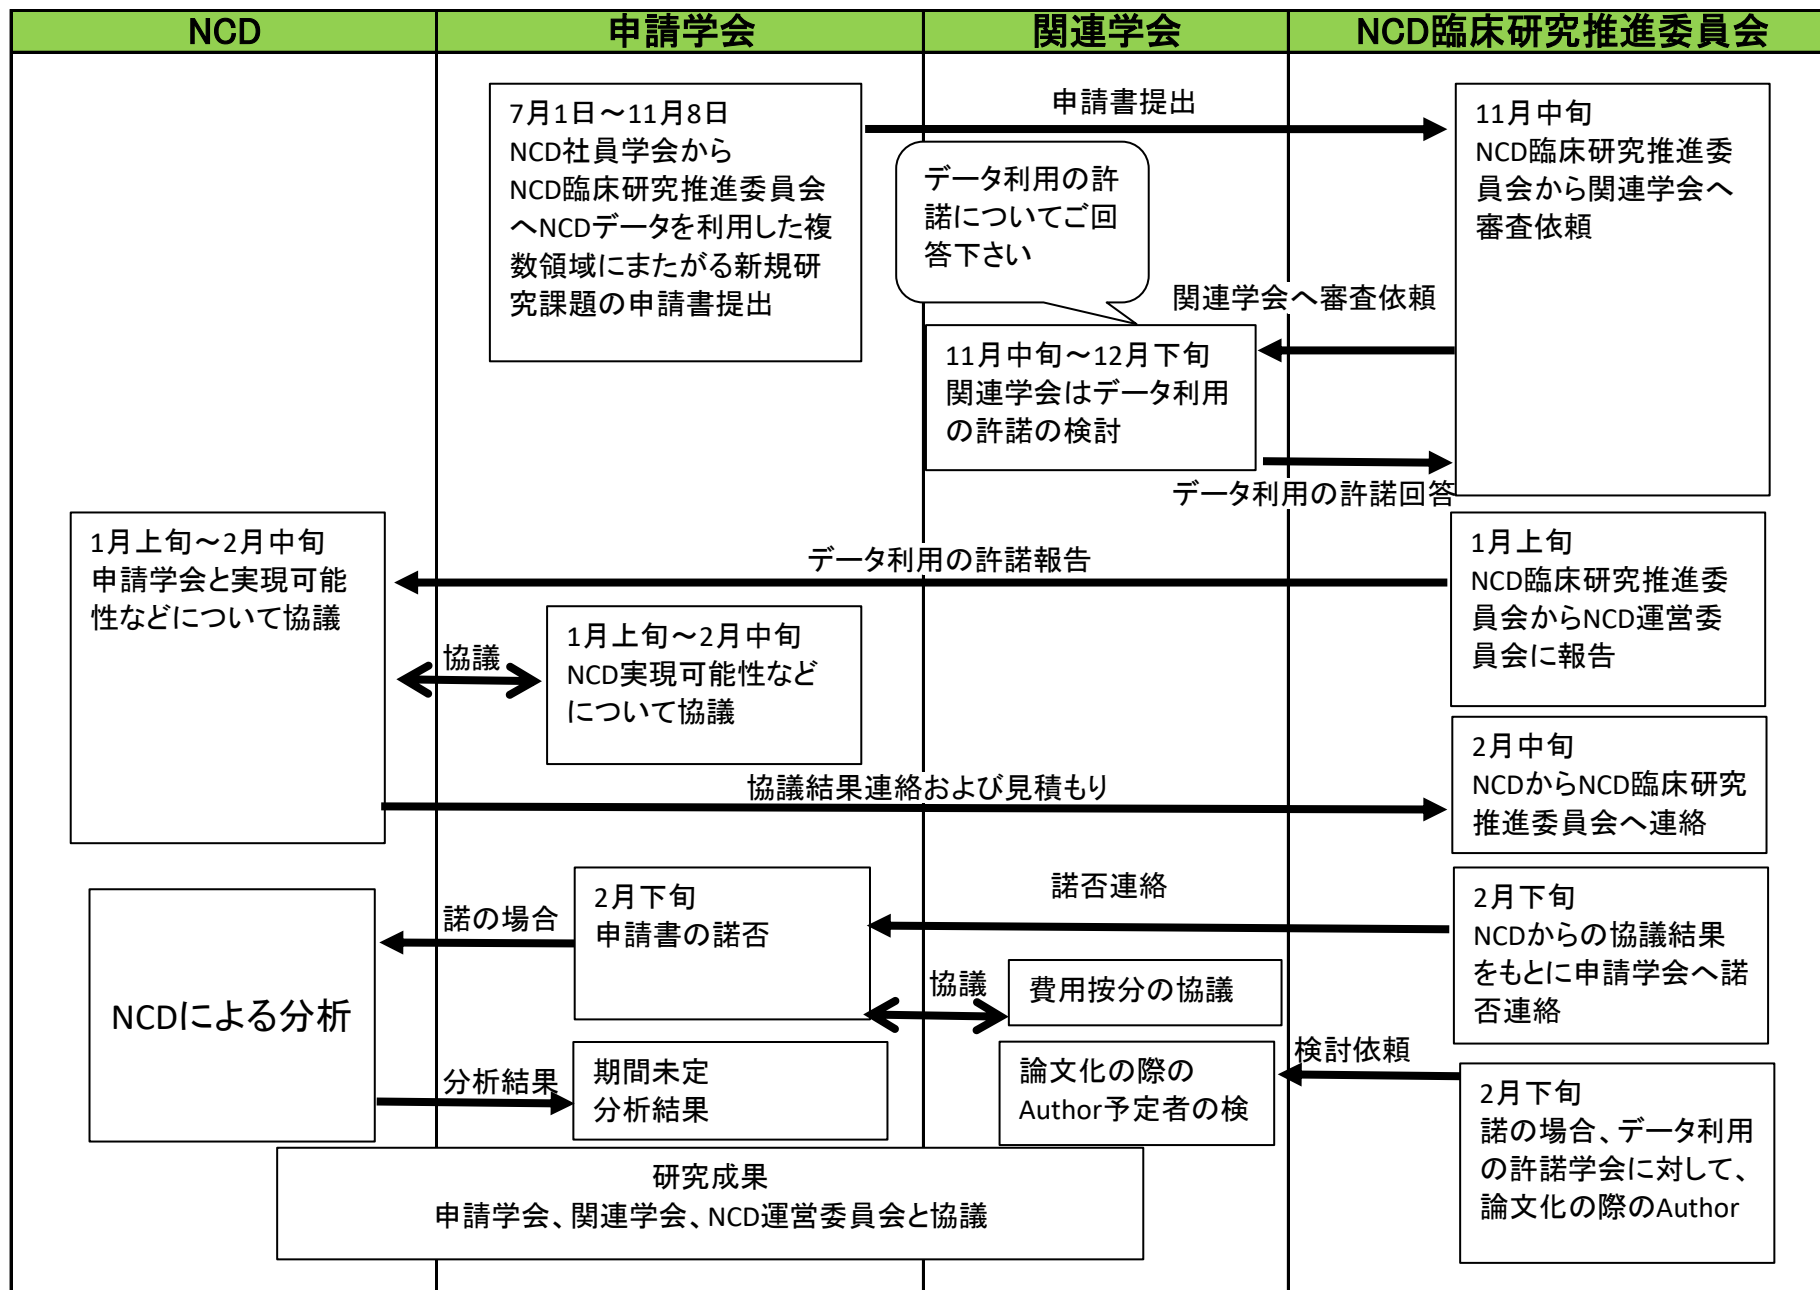 NCD
申請学会
関連学会
NCD臨床研究推進委員会
7月1日～11月8日
NCD社員学会から
NCD臨床研究推進委員会
へNCDデータを利用した複
数領域にまたがる新規研
究課題の申請書提出
申請書提出
11月中旬
NCD臨床研究推進委
員会から関連学会へ
審査依頼
データ利用の許
諾についてご回
答下さい
関連学会へ審査依頼
11月中旬～12月下旬
関連学会はデータ利用
の許諾の検討
データ利用の許諾回答
1月上旬～2月中旬
申請学会と実現可能
性などについて協議
データ利用の許諾報告
1月上旬
NCD臨床研究推進委
員会からNCD運営委
員会に報告
協議
1月上旬～2月中旬
NCD実現可能性など
について協議
協議結果連絡および見積もり
2月中旬
NCDからNCD臨床研究
推進委員会へ連絡
NCDによる分析
諾の場合
2月下旬
申請書の諾否
諾否連絡
2月下旬
NCDからの協議結果
をもとに申請学会へ諾
否連絡
協議
費用按分の協議
分析結果
期間未定
分析結果
論文化の際の
Author予定者の検
検討依頼
2月下旬
諾の場合、データ利用
の許諾学会に対して、
論文化の際のAuthor
研究成果
申請学会、関連学会、NCD運営委員会と協議